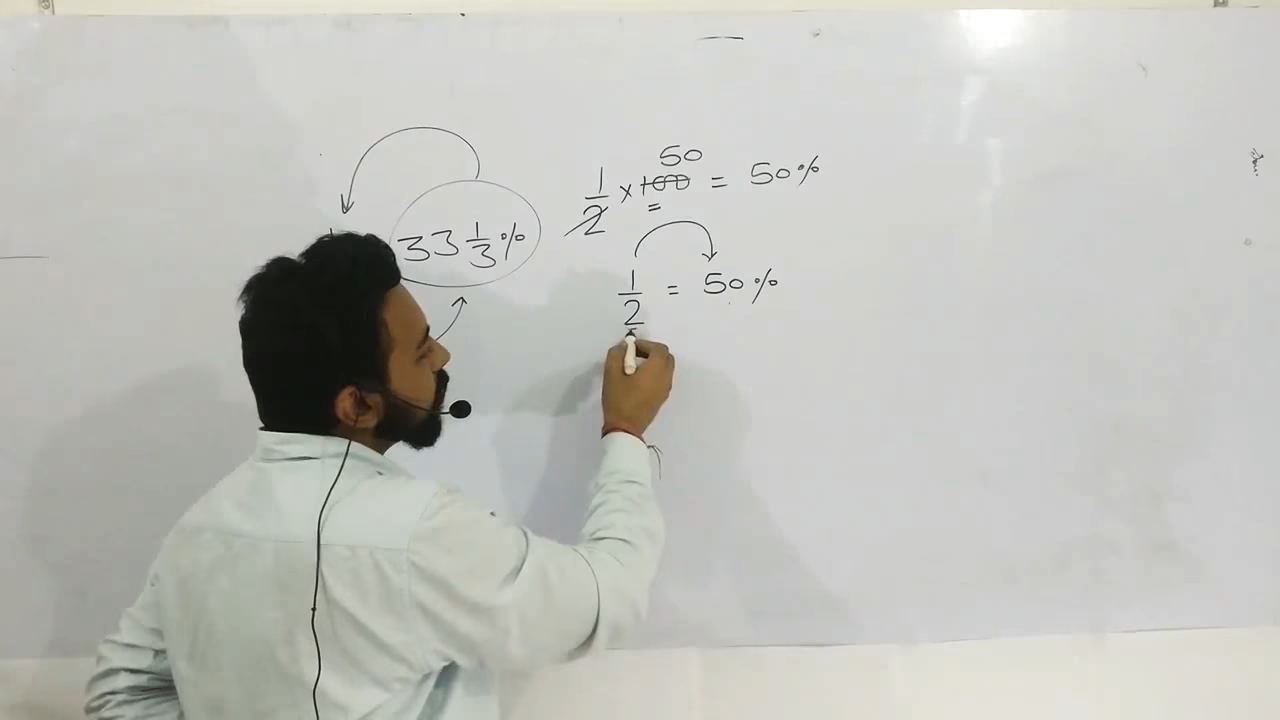 33 1/3 %
50
1/2 × 100 = 50%
1/2 = 50%